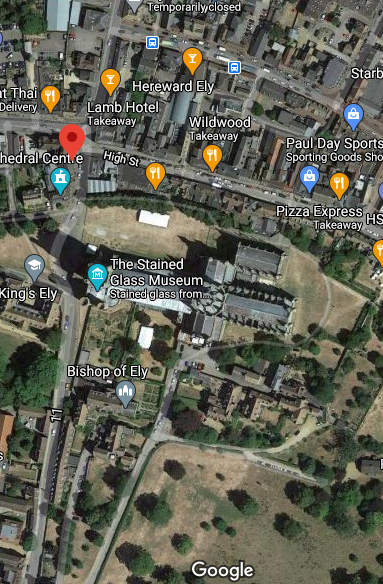 Temporarily closed
Hereward Ely
Starb
at Thai
Delivery
Lamb Hotel
Takeaway
Wildwood
Takeaway
Paul Day Sports
Sporting Goods Sho
hedral Centre
High St
Pizza Express
Takeaway
HS
The Stained
Glass Museum
Stained glass from...
King's Ely
Bishop of Ely
11
s
Google